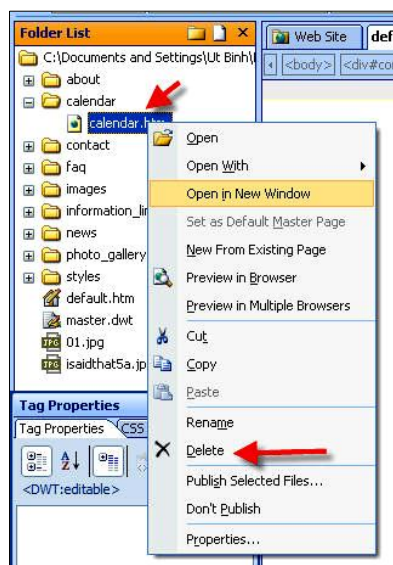 Folder List
Web Site
def
C:\Documents and Settings\Ut Binh\
<body> <div#co
about
calendar
calendar.htm
contact
faq
images
information_li
news
photo_gallery
styles
default.htm
master.dwt
01.jpg
isaidthat5a.jp
Open
Open With
Open in New Window
Set as Default Master Page
New From Existing Page
Preview in Browser
Preview in Multiple Browsers
Cut
Copy
Paste
Rename
Delete
Publish Selected Files...
Don't Publish
Properties...
Tag Properties
Tag Properties CSS
<DWT:editable>